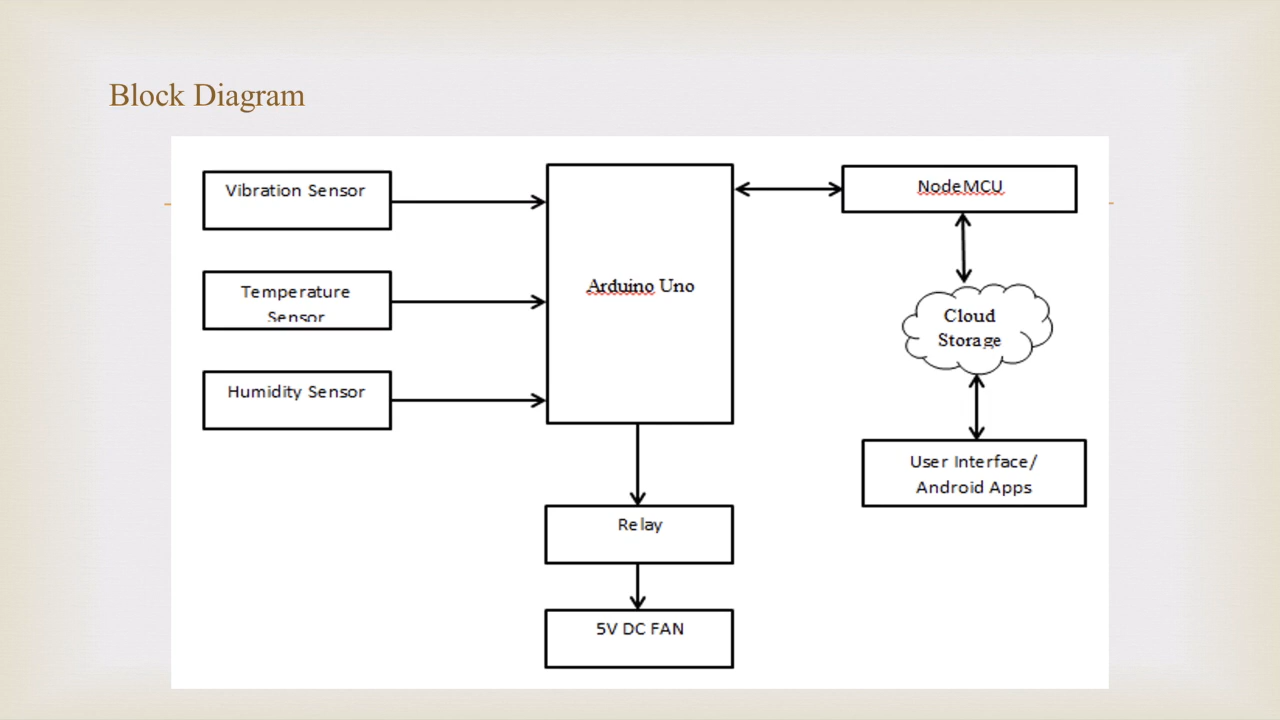 Block Diagram
Vibration Sensor
Temperature
Sensor
Humidity Sensor
Arduino Uno
NodeMCU
Cloud
Storage
User Interface/
Android Apps
Relay
5V DC FAN